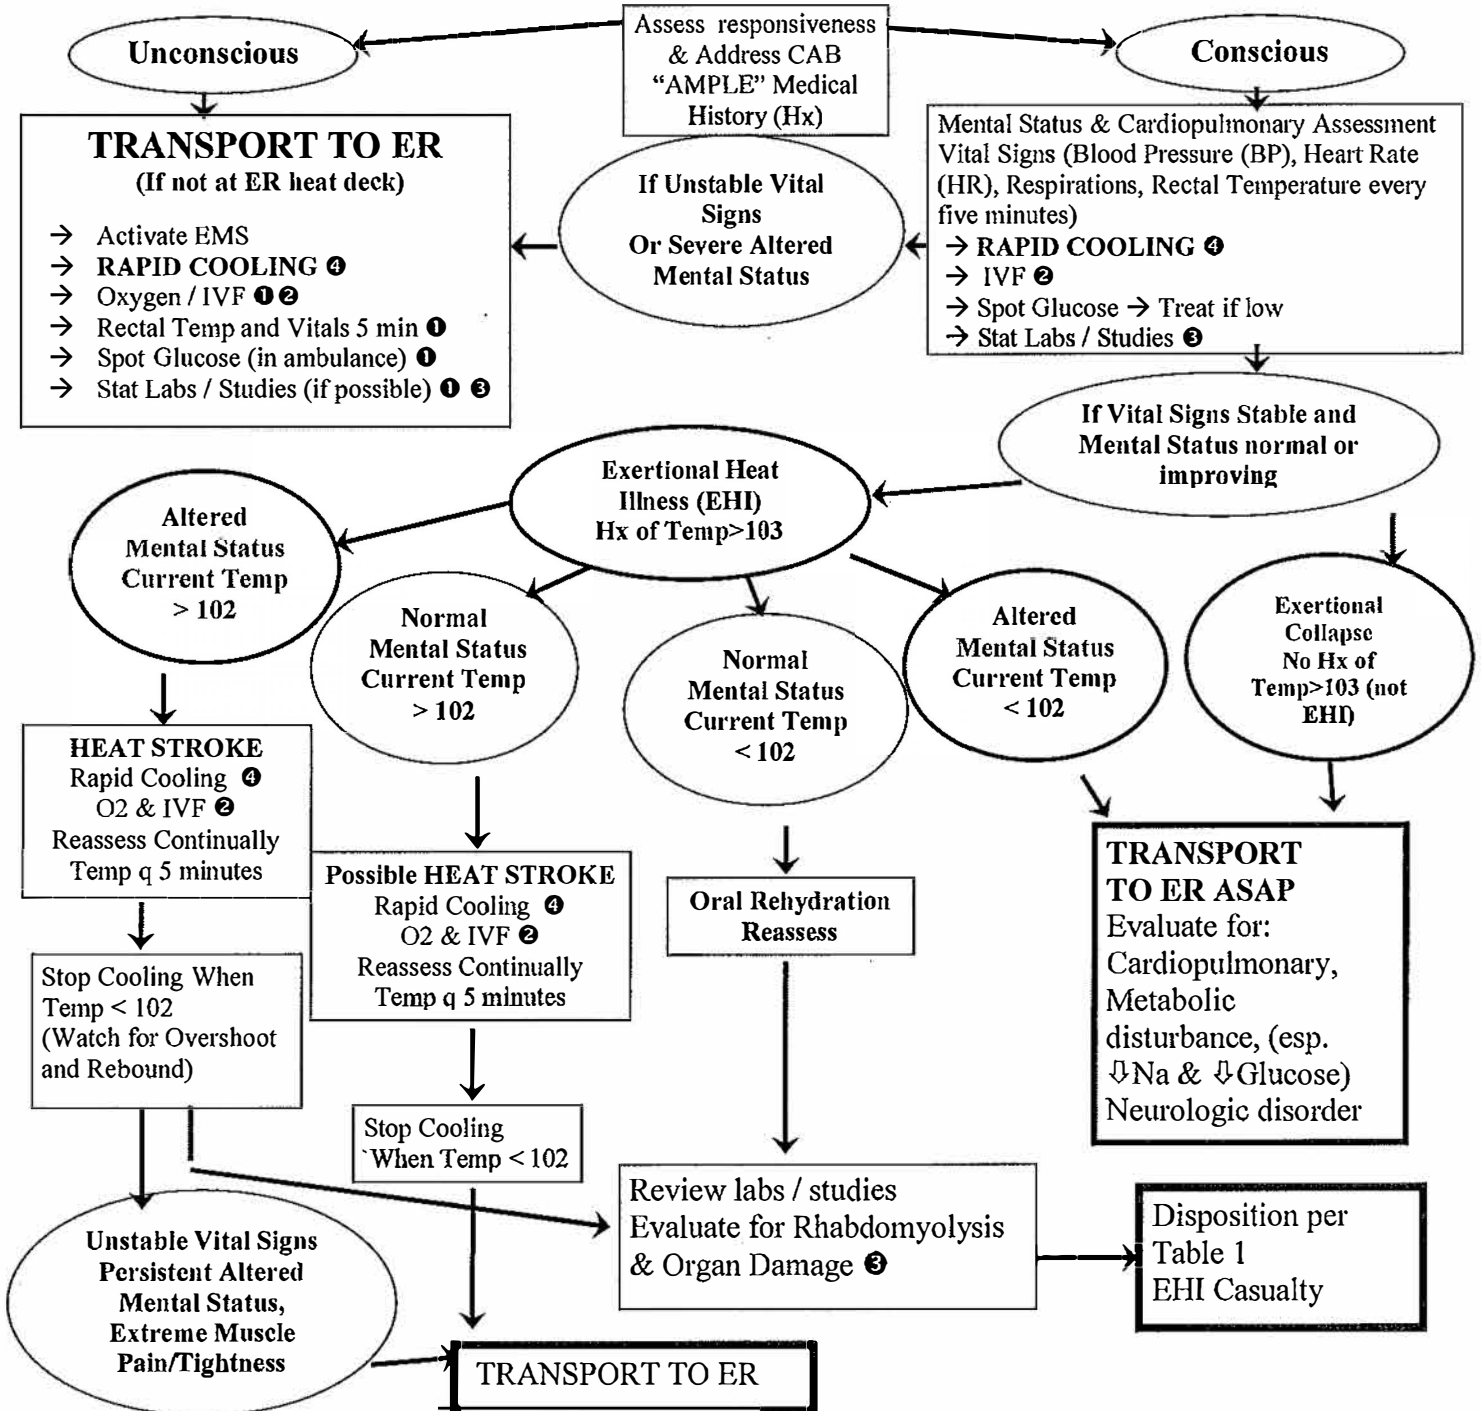 Assess responsiveness
& Address CAB
“AMPLE” Medical
History (Hx)
Unconscious
Conscious
TRANSPORT TO ER
(If not at ER heat deck)
→ Activate EMS
→ RAPID COOLING ❹
→ Oxygen / IVF ❶ ❷
→ Rectal Temp and Vitals 5 min ❶
→ Spot Glucose (in ambulance) ❶
→ Stat Labs / Studies (if possible) ❶ ❸
If Unstable Vital
Signs
Or Severe Altered
Mental Status
Mental Status & Cardiopulmonary Assessment
Vital Signs (Blood Pressure (BP), Heart Rate
(HR), Respirations, Rectal Temperature every
five minutes)
→ RAPID COOLING ❹
→ IVF ❷
→ Spot Glucose → Treat if low
→ Stat Labs / Studies ❸
If Vital Signs Stable and
Mental Status normal or
improving
Exertional Heat
Illness (EHI)
Hx of Temp>103
Altered
Mental Status
Current Temp
> 102
Normal
Mental Status
Current Temp
> 102
Normal
Mental Status
Current Temp
< 102
Altered
Mental Status
Current Temp
< 102
Exertional
Collapse
No Hx of
Temp>103 (not
EHI)
HEAT STROKE
Rapid Cooling ❹
O2 & IVF ❷
Reassess Continually
Temp q 5 minutes
Possible HEAT STROKE
Rapid Cooling ❹
O2 & IVF ❷
Reassess Continually
Temp q 5 minutes
Oral Rehydration
Reassess
TRANSPORT
TO ER ASAP
Evaluate for:
Cardiopulmonary,
Metabolic
disturbance, (esp.
⇩Na & ⇩Glucose)
Neurologic disorder
Stop Cooling When
Temp < 102
(Watch for Overshoot
and Rebound)
Stop Cooling
When Temp < 102
Review labs / studies
Evaluate for Rhabdomyolysis
& Organ Damage ❸
Disposition per
Table 1
EHI Casualty
Unstable Vital Signs
Persistent Altered
Mental Status,
Extreme Muscle
Pain/Tightness
TRANSPORT TO ER